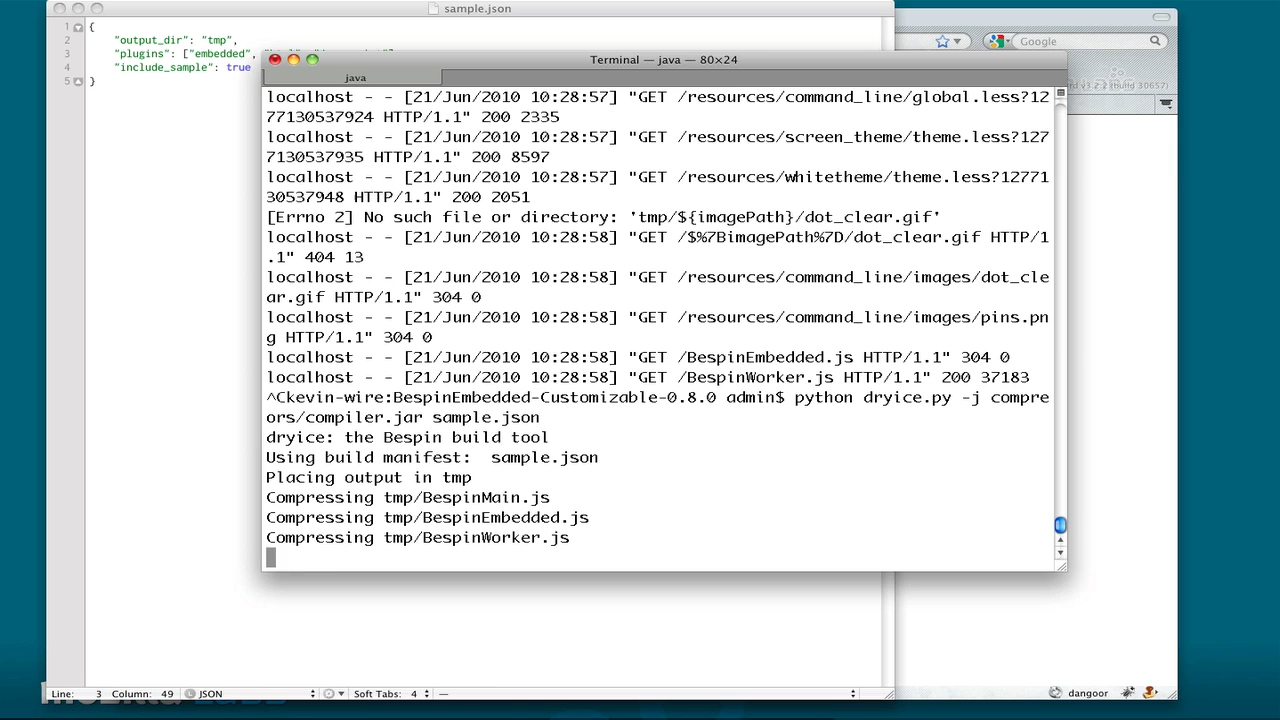 sample.json
1 {
2 "output_dir": "tmp",
3 "plugins": ["embedded",
4 "include_sample": true
5 }
Google
d v3.2.2 (build 30657)
Terminal — java — 80×24
java
localhost - - [21/Jun/2010 10:28:57] "GET /resources/command_line/global.less?12
77130537924 HTTP/1.1" 200 2335
localhost - - [21/Jun/2010 10:28:57] "GET /resources/screen_theme/theme.less?127
7130537935 HTTP/1.1" 200 8597
localhost - - [21/Jun/2010 10:28:57] "GET /resources/whitetheme/theme.less?12771
30537948 HTTP/1.1" 200 2051
[Errno 2] No such file or directory: 'tmp/${imagePath}/dot_clear.gif'
localhost - - [21/Jun/2010 10:28:58] "GET /$%7BimagePath%7D/dot_clear.gif HTTP/1
.1" 404 13
localhost - - [21/Jun/2010 10:28:58] "GET /resources/command_line/images/dot_cle
ar.gif HTTP/1.1" 304 0
localhost - - [21/Jun/2010 10:28:58] "GET /resources/command_line/images/pins.pn
g HTTP/1.1" 304 0
localhost - - [21/Jun/2010 10:28:58] "GET /BespinEmbedded.js HTTP/1.1" 304 0
localhost - - [21/Jun/2010 10:28:58] "GET /BespinWorker.js HTTP/1.1" 200 37183
^Ckevin-wire:BespinEmbedded-Customizable-0.8.0 admin$ python dryice.py -j compre
ors/compiler.jar sample.json
dryice: the Bespin build tool
Using build manifest:  sample.json
Placing output in tmp
Compressing tmp/BespinMain.js
Compressing tmp/BespinEmbedded.js
Compressing tmp/BespinWorker.js
Line: 3 Column: 49 JSON Soft Tabs: 4 —
dangoor